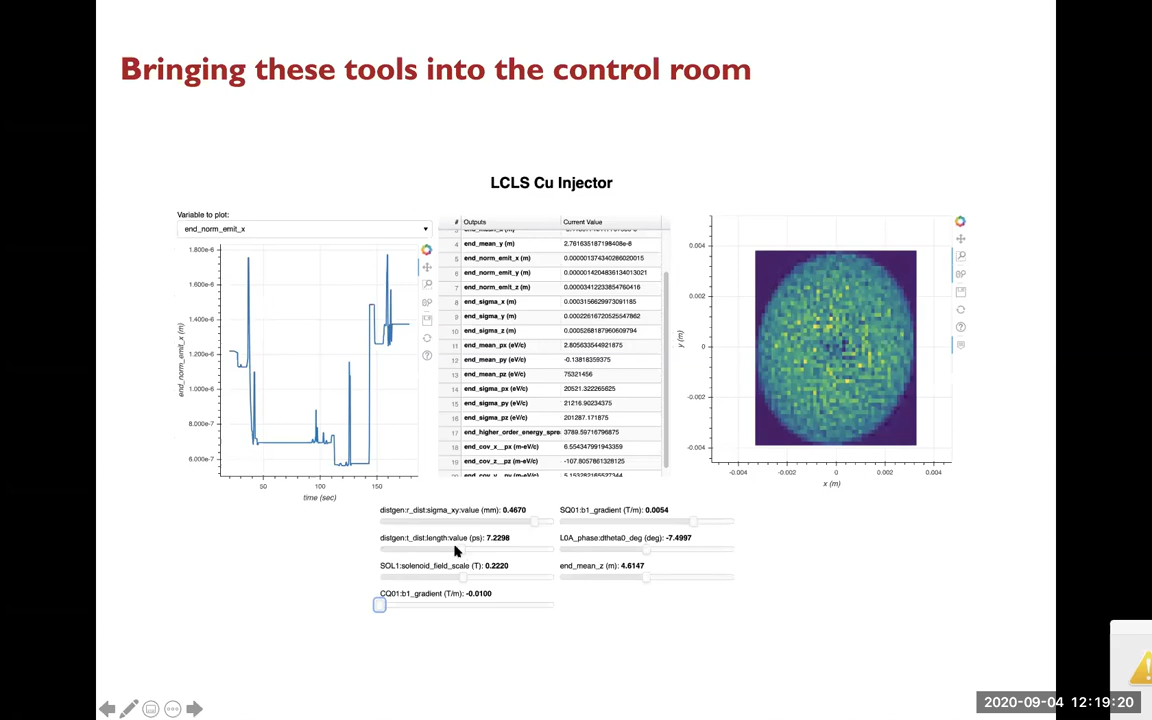 Bringing these tools into the control room
LCLS Cu Injector
Variable to plot:
end_norm_emit_x
1.800e-6
1.600e-6
1.400e-6
1.200e-6
1.000e-6
8.000e-7
6.000e-7
end_norm_emit_x (m)
50 100 150
time (sec)
# Outputs Current Value
4 end_mean_y (m) 2.761635187198408e-8
5 end_norm_emit_x (m) 0.000001374340286020015
6 end_norm_emit_y (m) 0.000001420483613401302
7 end_norm_emit_z (m) 0.00000341223385476041​6
8 end_sigma_x (m) 0.0003156629973091185
9 end_sigma_y (m) 0.0002261672052554786​2
10 end_sigma_z (m) 0.0005268187960609794
11 end_mean_px (eV/c) 2.805633544921875
12 end_mean_py (eV/c) -0.13818359375
13 end_mean_pz (eV/c) 75321456
14 end_sigma_px (eV/c) 20521.322265625
15 end_sigma_py (eV/c) 21216.90234375
16 end_sigma_pz (eV/c) 201287.171875
17 end_higher_order_energy_spre 3789.59716796875
18 end_cov_x__px (m-eV/c) 6.554347991943359
19 end_cov_z__pz (m-eV/c) -107.8057861328125
0.004
0.002
0
-0.002
-0.004
y (m)
-0.004 -0.002 0 0.002 0.004
x (m)
distgen:r_dist:sigma_xy:value (mm): 0.4670
SQ01:b1_gradient (T/m): 0.0054
distgen:t_dist:length:value (ps): 7.2298
L0A_phase:dtheta0_deg (deg): -7.4997
SOL1:solenoid_field_scale (T): 0.2220
end_mean_z (m): 4.6147
CQ01:b1_gradient (T/m): -0.0100
2020-09-04 12:19:20